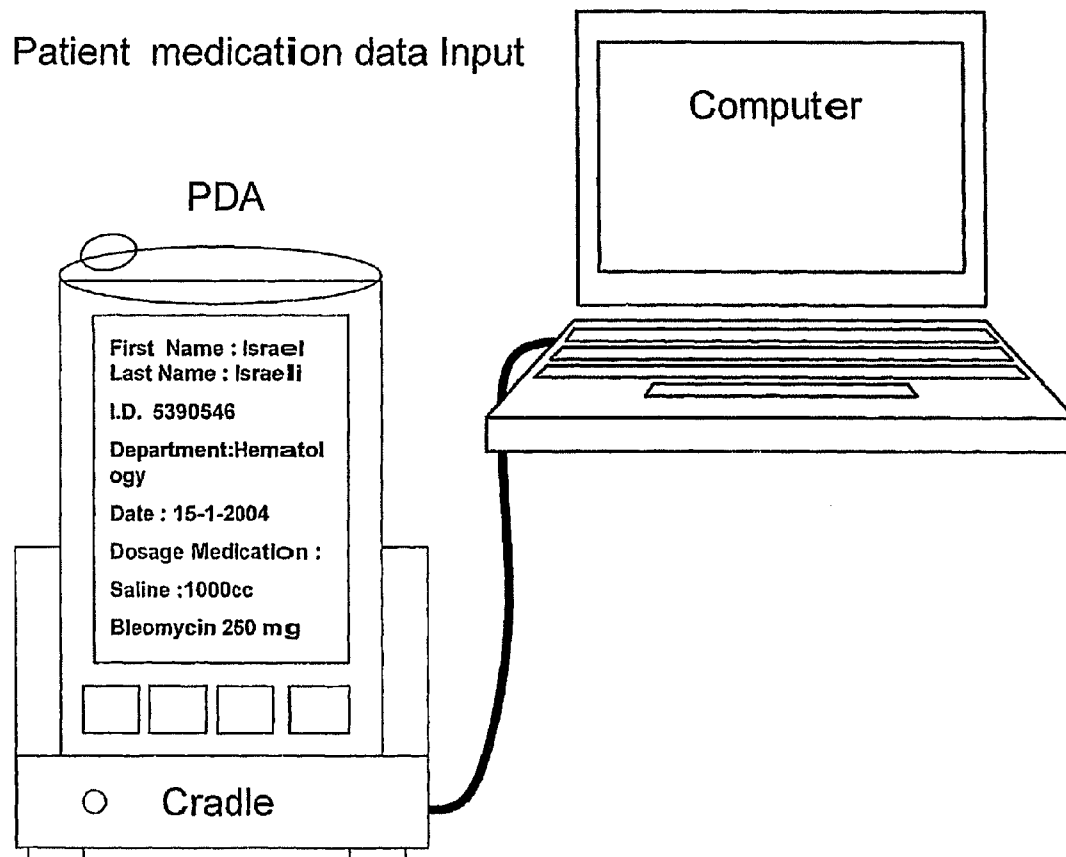 Patient medication data Input
Computer
PDA
First Name : Israel
Last Name : Israeli
I.D. 5390546
Department:Hematol
ogy
Date : 15-1-2004
Dosage Medication :
Saline :1000cc
Bleomycin 250 mg
Cradle